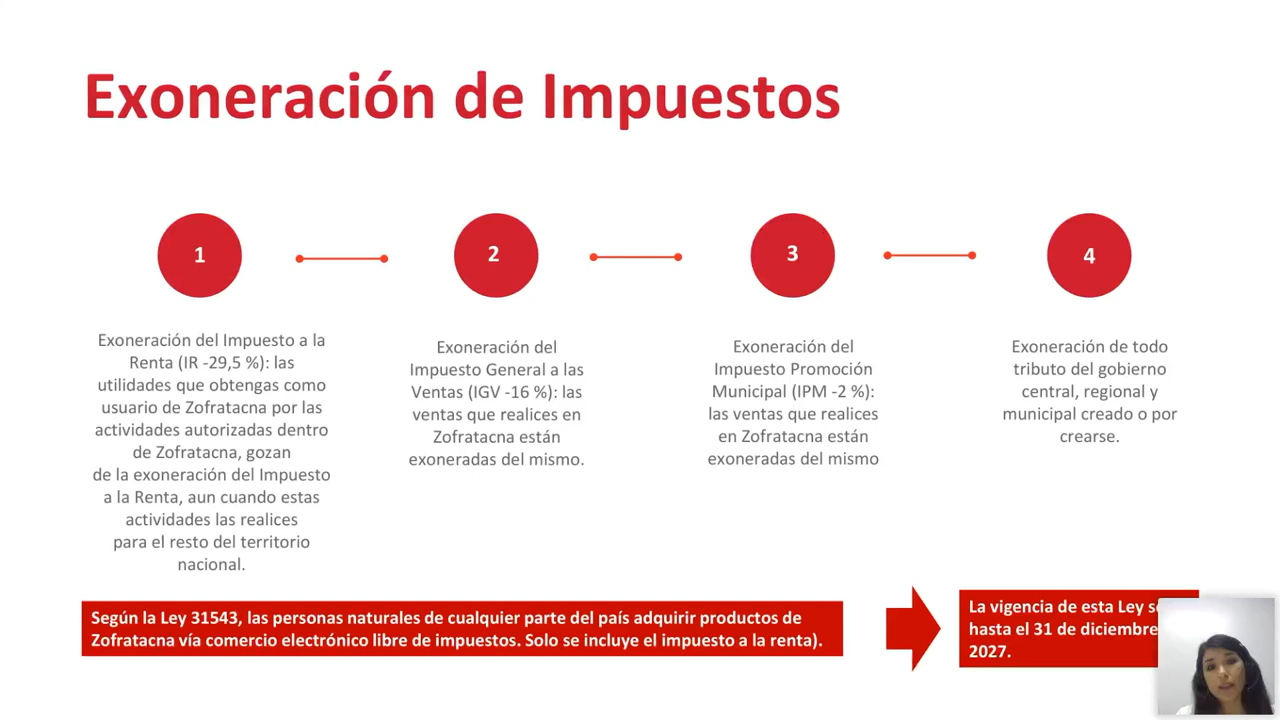 Exoneración de Impuestos
1
2
3
4
Exoneración del Impuesto a la
Renta (IR -29,5 %): las
utilidades que obtengas como
usuario de Zofratacna por las
actividades autorizadas dentro
de Zofratacna, gozan
de la exoneración del Impuesto
a la Renta, aun cuando estas
actividades las realices
para el resto del territorio
nacional.
Exoneración del
Impuesto General a las
Ventas (IGV -16 %): las
ventas que realices en
Zofratacna están
exoneradas del mismo.
Exoneración del
Impuesto Promoción
Municipal (IPM -2 %):
las ventas que realices
en Zofratacna están
exoneradas del mismo
Exoneración de todo
tributo del gobierno
central, regional y
municipal creado o por
crearse.
Según la Ley 31543, las personas naturales de cualquier parte del país adquirir productos de
Zofratacna vía comercio electrónico libre de impuestos. Solo se incluye el impuesto a la renta).
La vigencia de esta Ley
hasta el 31 de diciembre
2027.